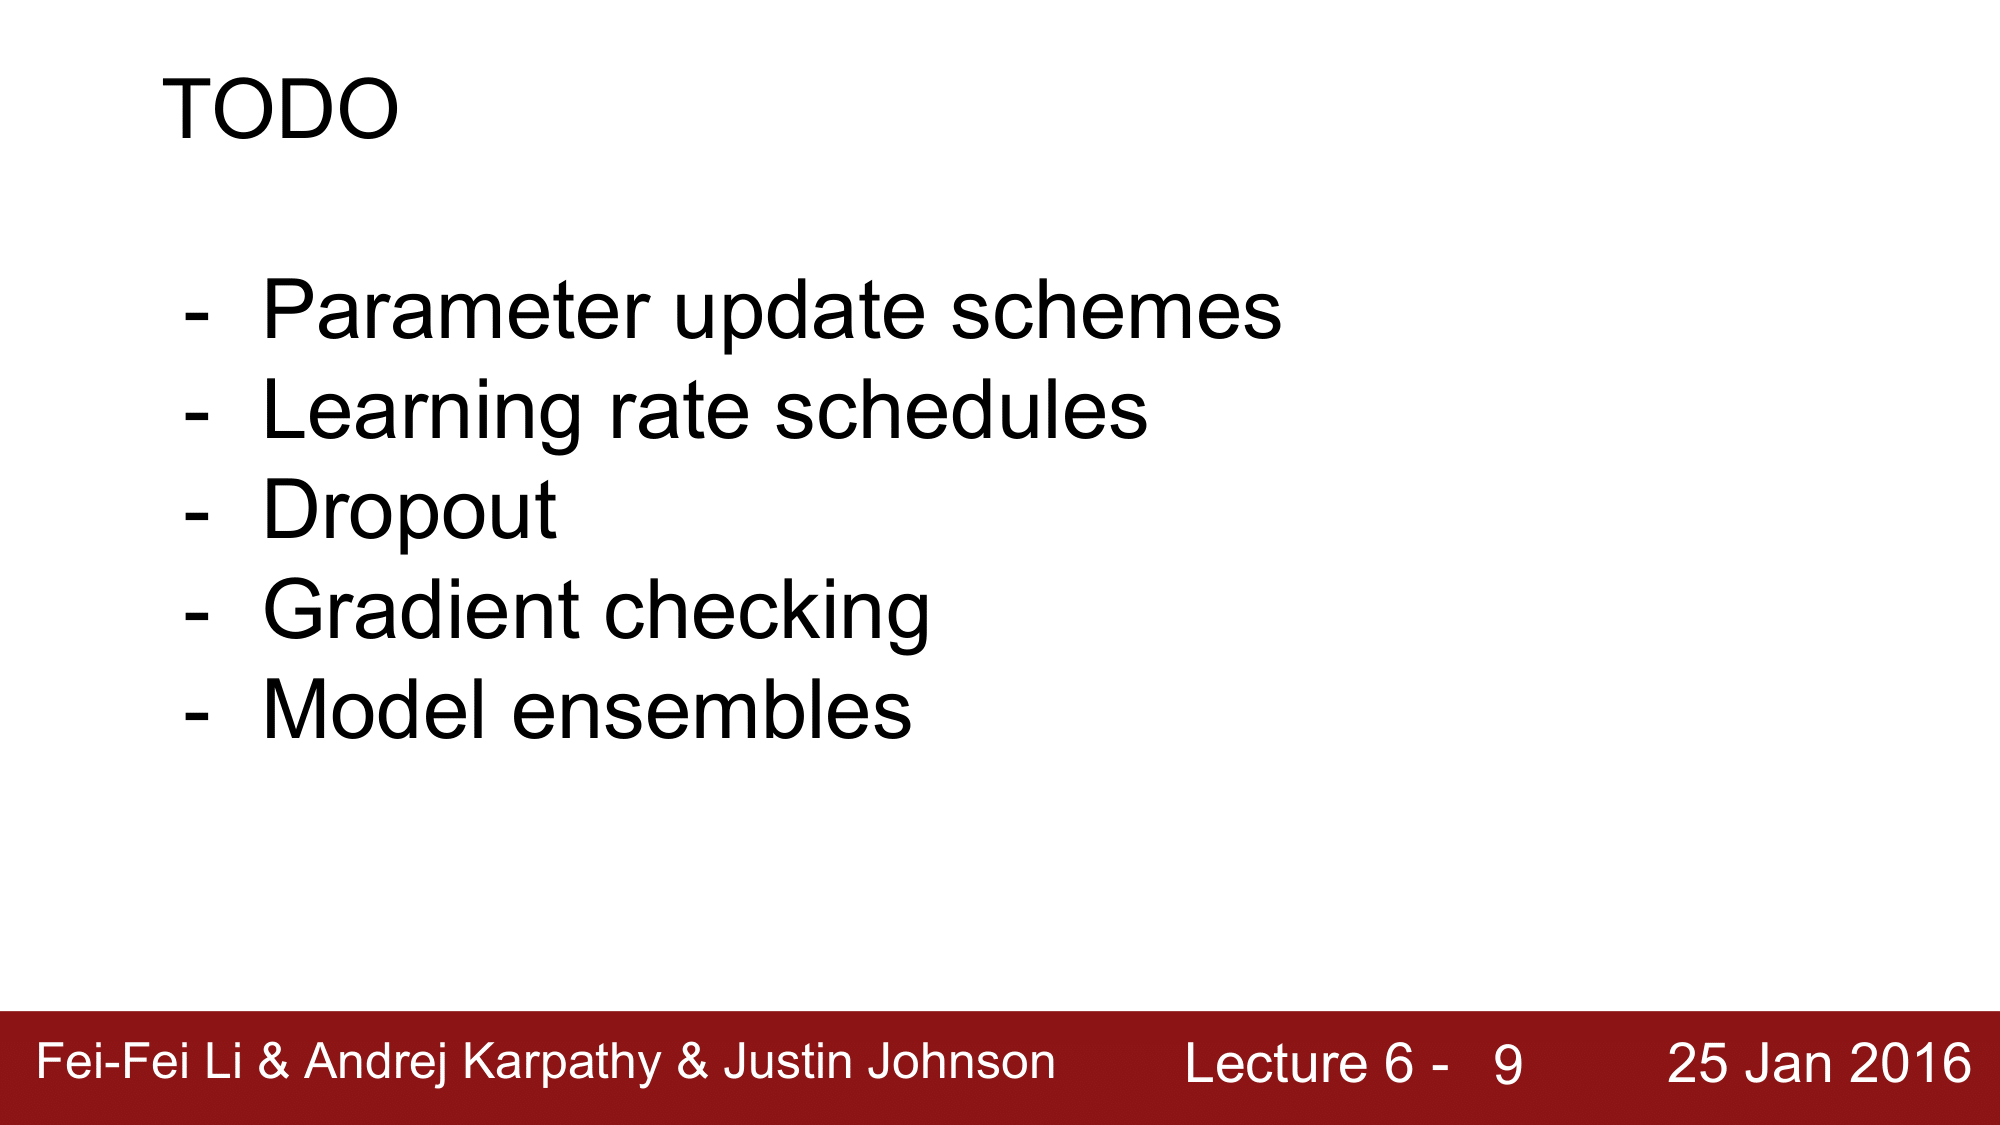 TODO
- Parameter update schemes
- Learning rate schedules
- Dropout
- Gradient checking
- Model ensembles
Fei-Fei Li & Andrej Karpathy & Justin Johnson Lecture 6 - 9 25 Jan 2016